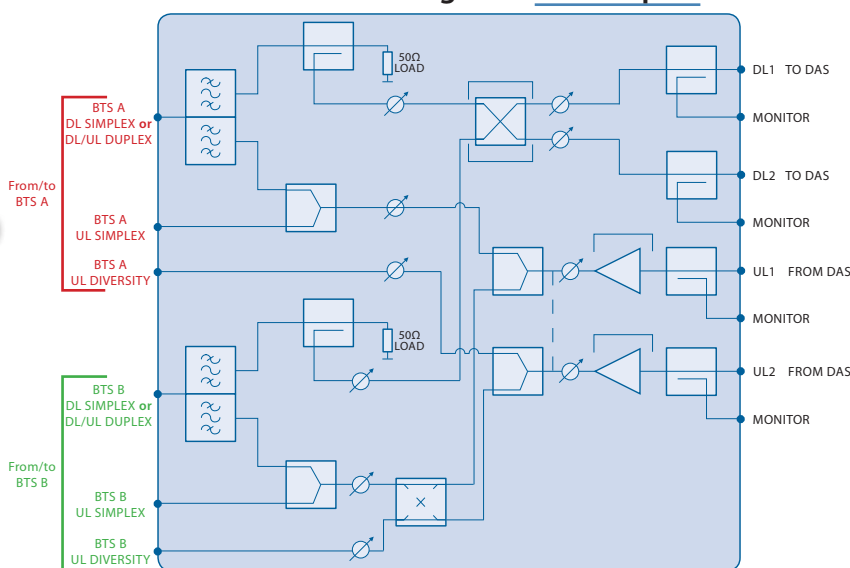 50Ω
LOAD
DL1 TO DAS
MONITOR
DL2 TO DAS
MONITOR
UL1 FROM DAS
MONITOR
UL2 FROM DAS
MONITOR
From/to
BTS A
BTS A
DL SIMPLEX or
DL/UL DUPLEX
BTS A
UL SIMPLEX
BTS A
UL DIVERSITY
50Ω
LOAD
From/to
BTS B
BTS B
DL SIMPLEX or
DL/UL DUPLEX
BTS B
UL SIMPLEX
BTS B
UL DIVERSITY